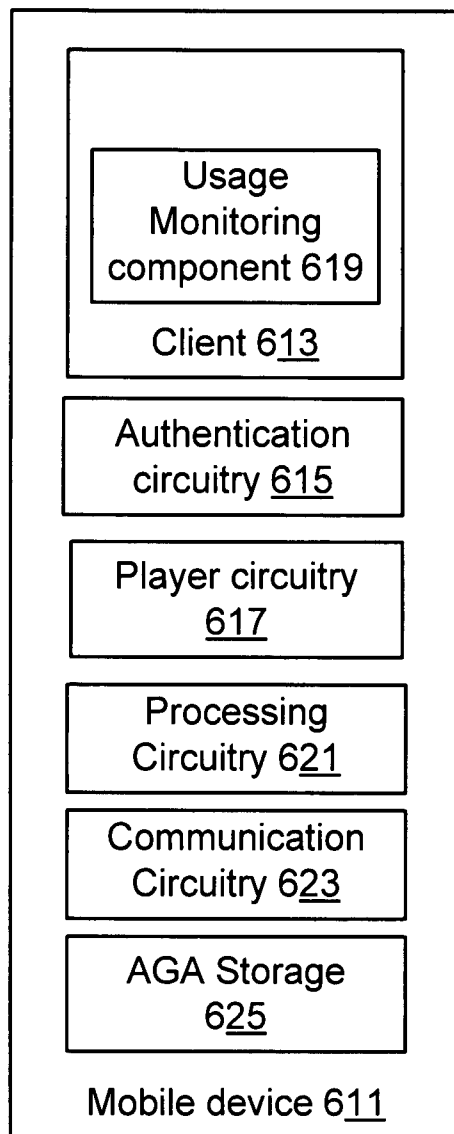 Usage
Monitoring
component 619
Client 613
Authentication
circuitry 615
Player circuitry
617
Processing
Circuitry 621
Communication
Circuitry 623
AGA Storage
625
Mobile device 611